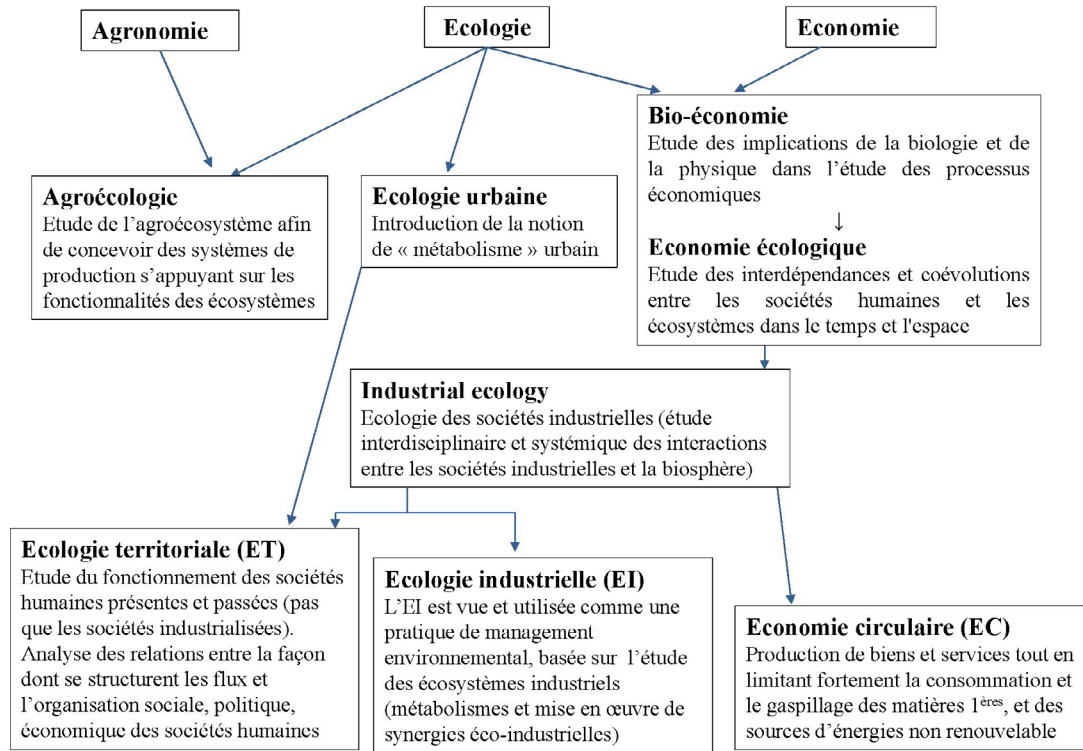 Agronomie
Ecologie
Economie
Bio-économie
Etude des implications de la biologie et de
la physique dans l’étude des processus
économiques
↓
Economie écologique
Etude des interdépendances et coévolutions
entre les sociétés humaines et les
écosystèmes dans le temps et l'espace
Agroécologie
Etude de l’agroécosystème afin
de concevoir des systèmes de
production s’appuyant sur les
fonctionnalités des écosystèmes
Ecologie urbaine
Introduction de la notion
de « métabolisme » urbain
Industrial ecology
Ecologie des sociétés industrielles (étude
interdisciplinaire et systémique des interactions
entre les sociétés industrielles et la biosphère)
Ecologie territoriale (ET)
Etude du fonctionnement des sociétés
humaines présentes et passées (pas
que les sociétés industrialisées).
Analyse des relations entre la façon
dont se structurent les flux et
l’organisation sociale, politique,
économique des sociétés humaines
Ecologie industrielle (EI)
L’EI est vue et utilisée comme une
pratique de management
environnemental, basée sur l’étude
des écosystèmes industriels
(métabolismes et mise en œuvre de
synergies éco-industrielles)
Economie circulaire (EC)
Production de biens et services tout en
limitant fortement la consommation et
le gaspillage des matières 1ères, et des
sources d’énergies non renouvelable